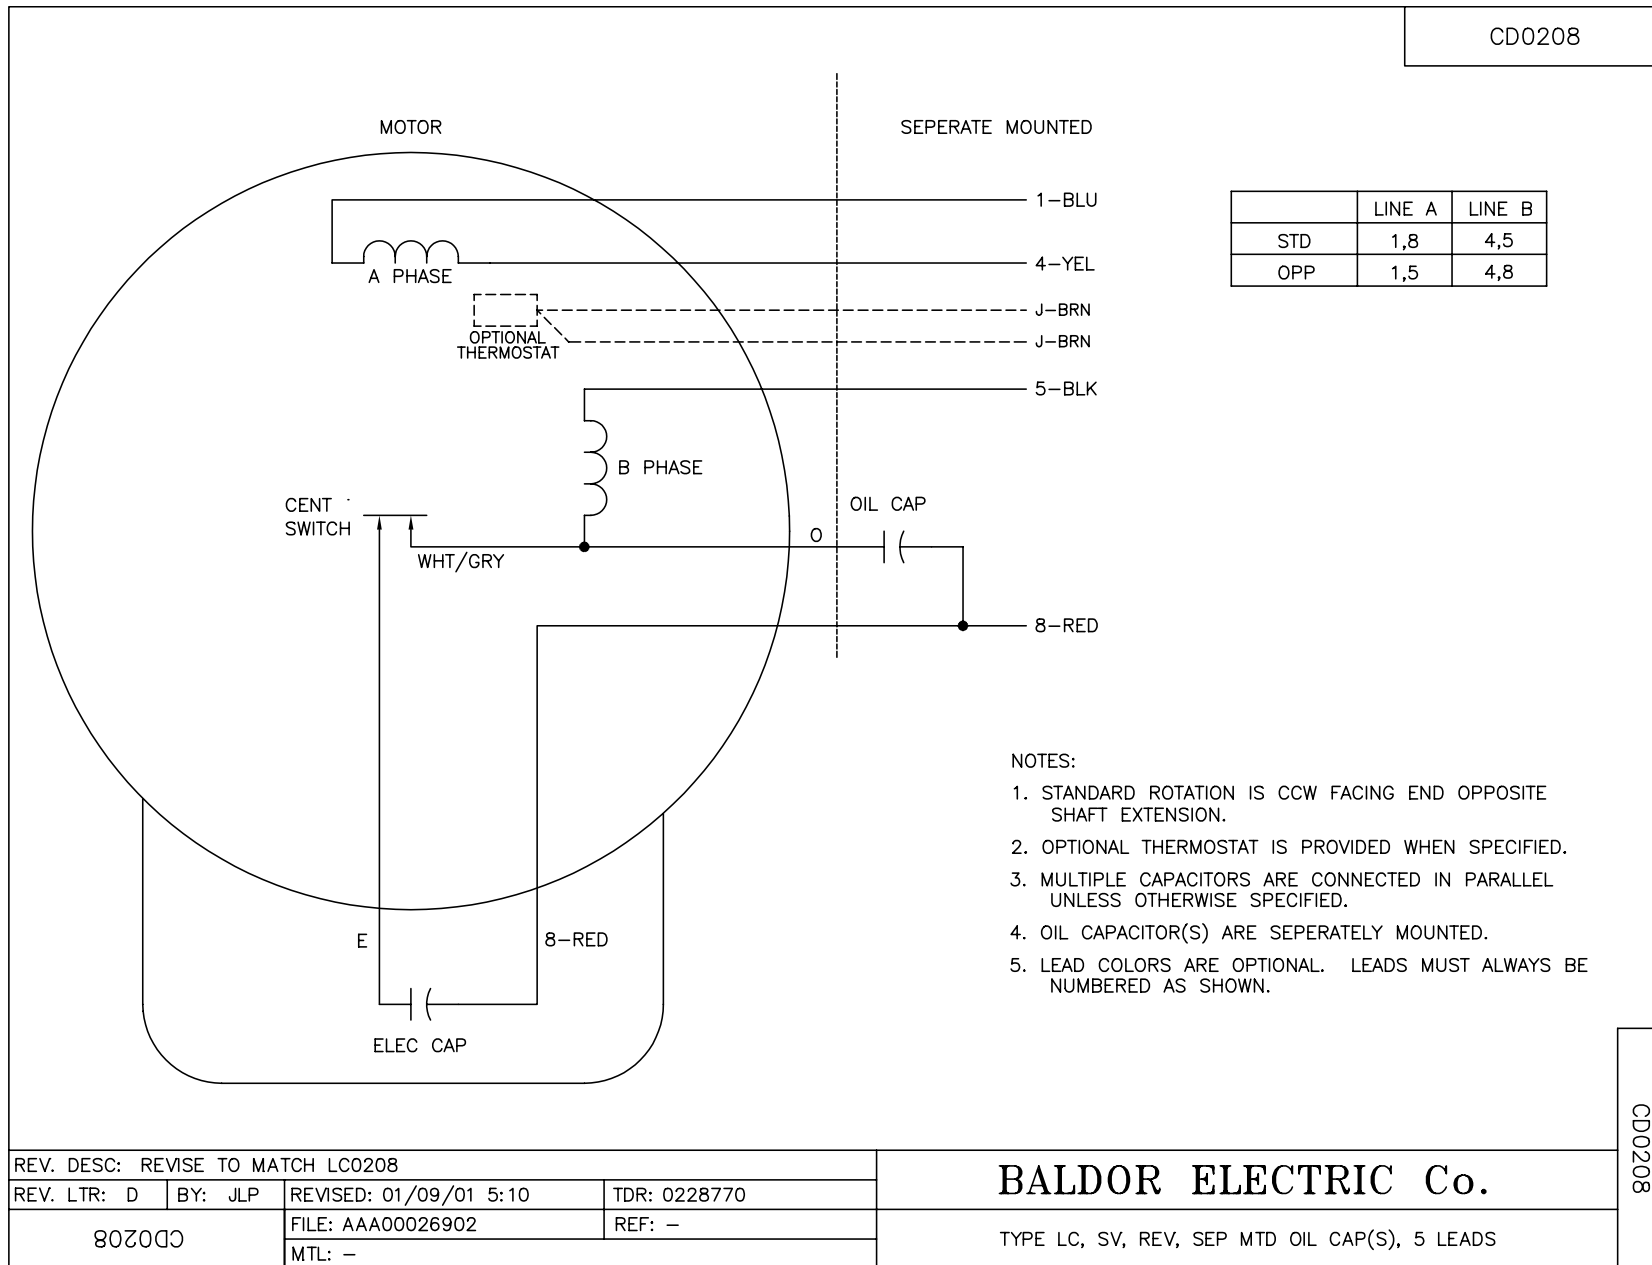 CD0208
MOTOR
SEPERATE MOUNTED
1-BLU
4-YEL
A PHASE
J-BRN
J-BRN
OPTIONAL
THERMOSTAT
5-BLK
B PHASE
CENT
SWITCH
WHT/GRY
O
OIL CAP
8-RED
E
8-RED
ELEC CAP
LINE A LINE B
STD 1,8 4,5
OPP 1,5 4,8
NOTES:
1. STANDARD ROTATION IS CCW FACING END OPPOSITE
SHAFT EXTENSION.
2. OPTIONAL THERMOSTAT IS PROVIDED WHEN SPECIFIED.
3. MULTIPLE CAPACITORS ARE CONNECTED IN PARALLEL
UNLESS OTHERWISE SPECIFIED.
4. OIL CAPACITOR(S) ARE SEPERATELY MOUNTED.
5. LEAD COLORS ARE OPTIONAL. LEADS MUST ALWAYS BE
NUMBERED AS SHOWN.
CD0208
REV. DESC: REVISE TO MATCH LC0208
REV. LTR: D BY: JLP REVISED: 01/09/01 5:10 TDR: 0228770
CD0208
FILE: AAA00026902 REF: -
MTL: -
BALDOR ELECTRIC Co.
TYPE LC, SV, REV, SEP MTD OIL CAP(S), 5 LEADS